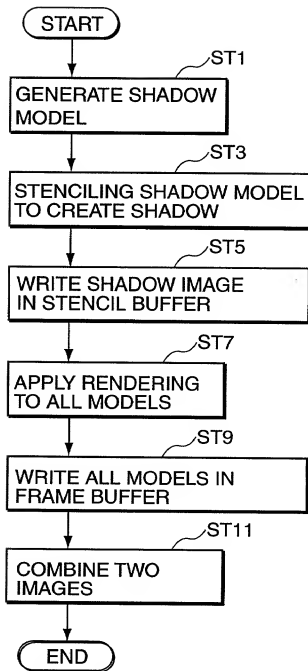 START
ST1
GENERATE SHADOW
MODEL
ST3
STENCILING SHADOW MODEL
TO CREATE SHADOW
ST5
WRITE SHADOW IMAGE
IN STENCIL BUFFER
ST7
APPLY RENDERING
TO ALL MODELS
ST9
WRITE ALL MODELS IN
FRAME BUFFER
ST11
COMBINE TWO
IMAGES
END